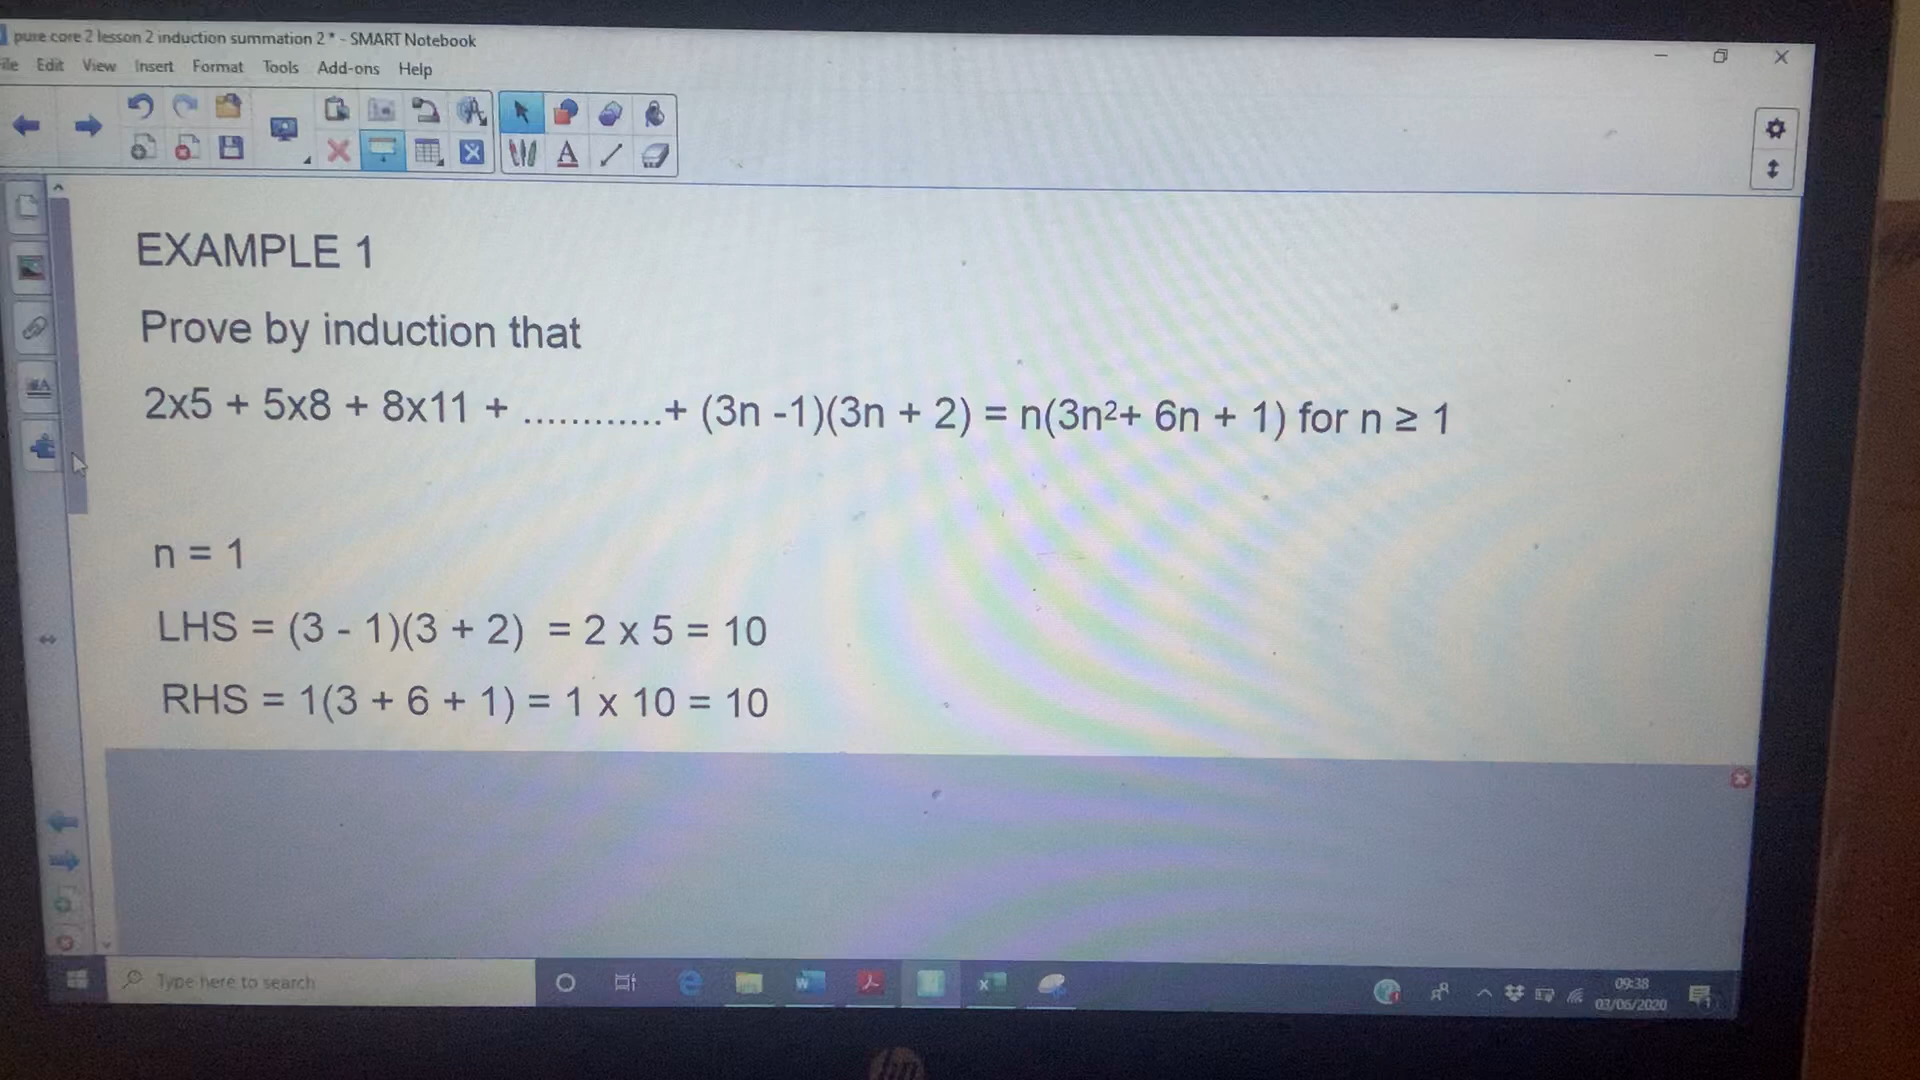 pure core 2 lesson 2 induction summation 2 * - SMART Notebook
Edit View Insert Format Tools Add-ons Help
EXAMPLE 1
Prove by induction that
2x5 + 5x8 + 8x11 + ............+ (3n -1)(3n + 2) = n(3n²+ 6n + 1) for n ≥ 1
n = 1
LHS = (3 - 1)(3 + 2) = 2 x 5 = 10
RHS = 1(3 + 6 + 1) = 1 x 10 = 10
Type here to search
09:38
03/06/2020
hp